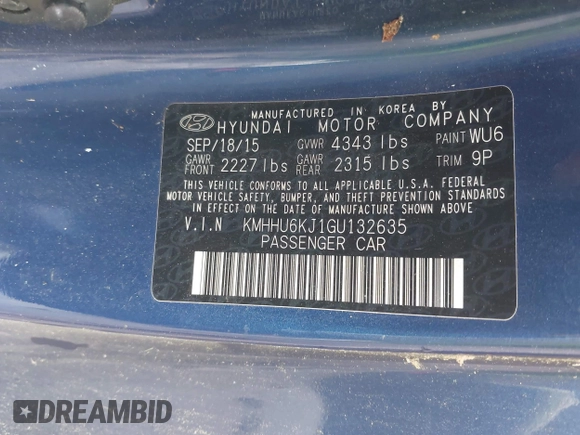 MANUFACTURED IN KOREA BY
HYUNDAI MOTOR COMPANY
SEP/18/15 GVWR 4343 lbs PAINT WU6
GAWR FRONT 2227 lbs GAWR REAR 2315 lbs TRIM 9P
THIS VEHICLE CONFORMS TO ALL APPLICABLE U.S.A. FEDERAL
MOTOR VEHICLE SAFETY, BUMPER, AND THEFT PREVENTION STANDARDS
IN EFFECT ON THE DATE OF MANUFACTURE SHOWN ABOVE
V.I.N KMHHU6KJ1GU132635
PASSENGER CAR
DREAMBID